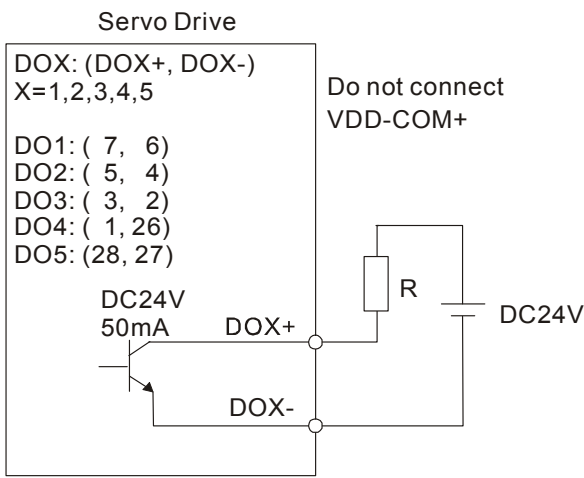 Servo Drive
DOX: (DOX+, DOX-)
X=1,2,3,4,5
Do not connect
VDD-COM+
DO1: ( 7, 6)
DO2: ( 5, 4)
DO3: ( 3, 2)
DO4: ( 1, 26)
DO5: (28, 27)
DC24V
50mA
DOX+
R
DC24V
DOX-